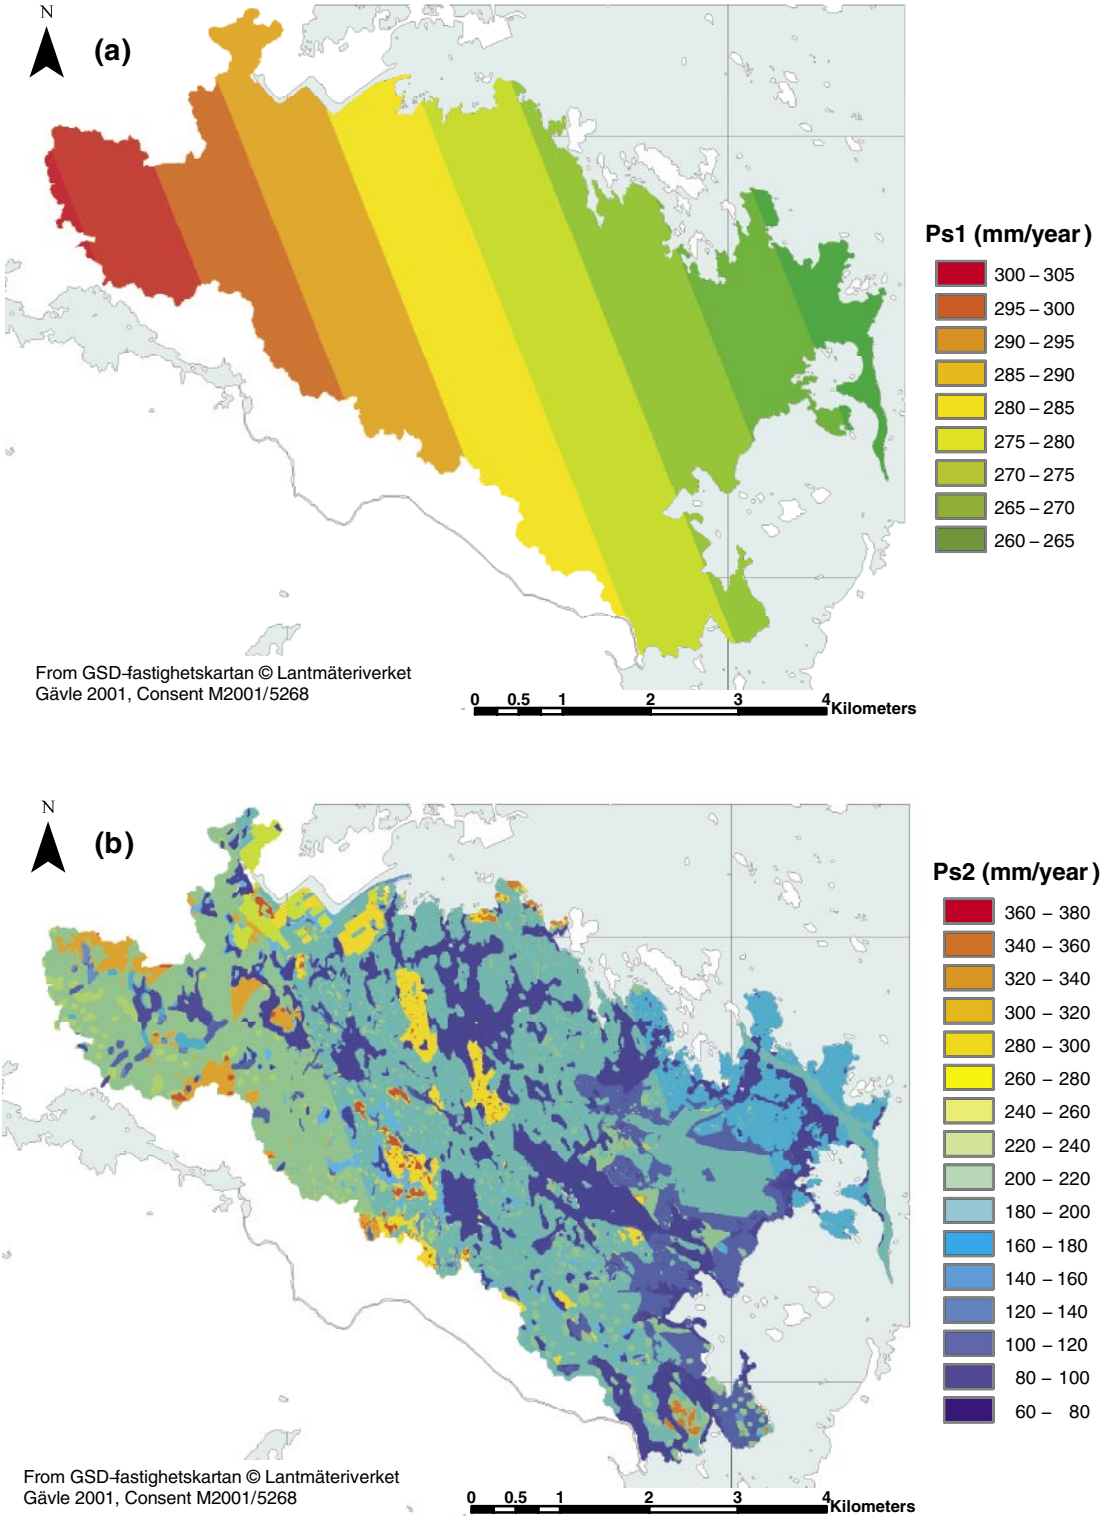 N
(a)
Ps1 (mm/year)
300 – 305
295 – 300
290 – 295
285 – 290
280 – 285
275 – 280
270 – 275
265 – 270
260 – 265
From GSD-fastighetskartan © Lantmäteriverket
Gävle 2001, Consent M2001/5268
0 0.5 1 2 3 4
Kilometers
N
(b)
Ps2 (mm/year)
360 – 380
340 – 360
320 – 340
300 – 320
280 – 300
260 – 280
240 – 260
220 – 240
200 – 220
180 – 200
160 – 180
140 – 160
120 – 140
100 – 120
80 – 100
60 – 80
From GSD-fastighetskartan © Lantmäteriverket
Gävle 2001, Consent M2001/5268
0 0.5 1 2 3 4
Kilometers